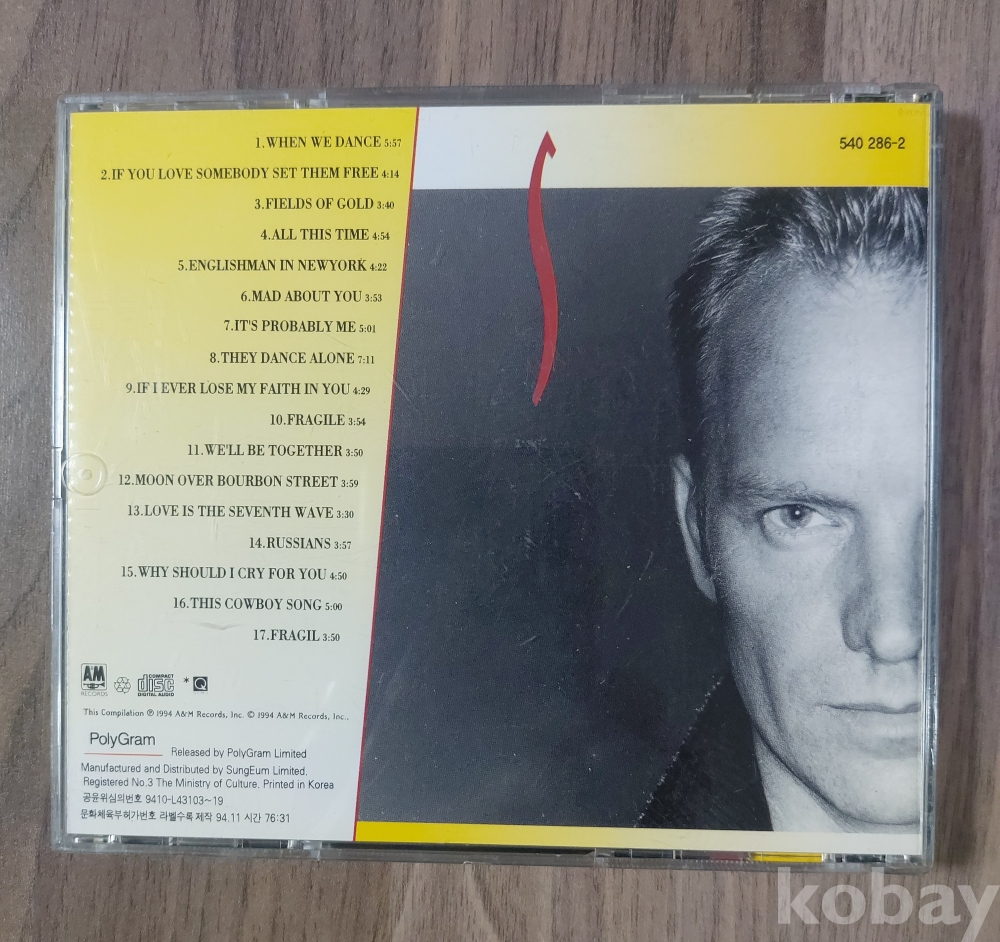 1.WHEN WE DANCE 5:57
2.IF YOU LOVE SOMEBODY SET THEM FREE 4:14
3.FIELDS OF GOLD 3:40
4.ALL THIS TIME 4:54
5.ENGLISHMAN IN NEWYORK 4:22
6.MAD ABOUT YOU 3:53
7.IT'S PROBABLY ME 5:01
8.THEY DANCE ALONE 7:11
9.IF I EVER LOSE MY FAITH IN YOU 4:29
10.FRAGILE 3:54
11.WE'LL BE TOGETHER 3:50
12.MOON OVER BOURBON STREET 3:59
13.LOVE IS THE SEVENTH WAVE 3:30
14.RUSSIANS 3:57
15.WHY SHOULD I CRY FOR YOU 4:50
16.THIS COWBOY SONG 5:00
17.FRAGIL 3:50
540 286-2
A&M RECORDS
COMPACT disc DIGITAL AUDIO
* Q
This Compilation ℗ 1994 A&M Records, Inc. © 1994 A&M Records, Inc..
PolyGram
Released by PolyGram Limited
Manufactured and Distributed by SungEum Limited.
Registered No.3 The Ministry of Culture. Printed in Korea
공윤위심의번호 9410-L43103~19
문화체육부허가번호 라벨수록 제작 94.11 시간 76:31
kobay